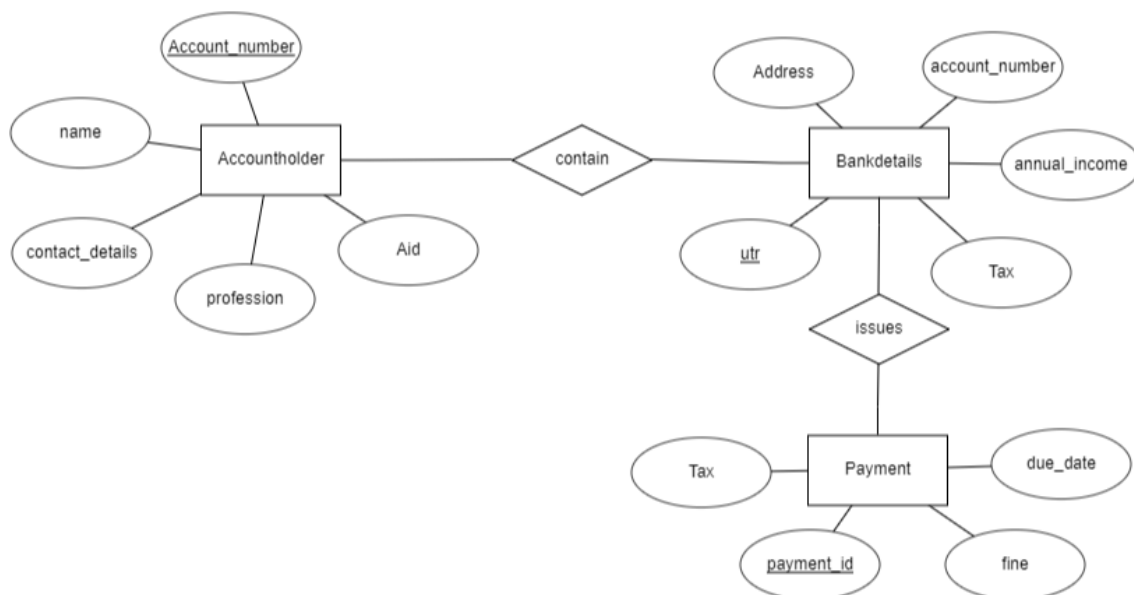 Account_number
name
Accountholder
contact_details
profession
Aid
contain
Address
account_number
Bankdetails
annual_income
utr
Tax
issues
Tax
Payment
due_date
payment_id
fine